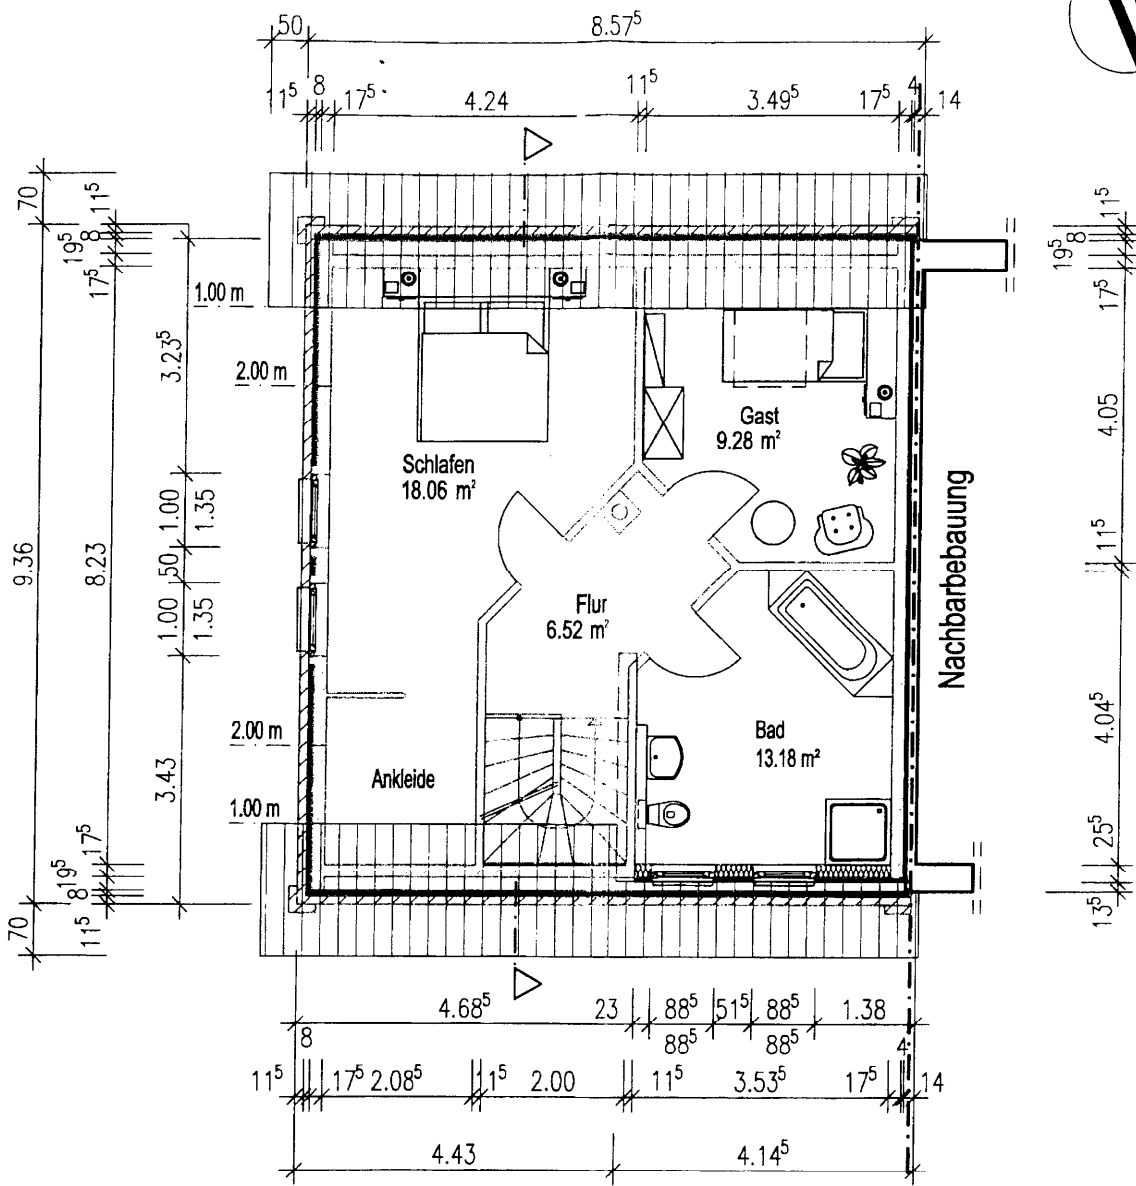 50
8.57⁵
11⁵ 8 17⁵ 4.24 11⁵ 3.49⁵ 17⁵ 4 14
70
11⁵
8
19⁵
17⁵
1.00 m
3.23⁵
2.00 m
1.00
1.35
50
1.00
1.35
9.36
8.23
2.00 m
3.43
1.00 m
17⁵
19⁵
8
11⁵
70
Schlafen
18.06 m²
Gast
9.28 m²
Flur
6.52 m²
Bad
13.18 m²
Ankleide
Nachbarbebauung
11⁵
8
19⁵
17⁵
4.05
11⁵
4.04⁵
25⁵
13⁵
4.68⁵ 23 88⁵ 51⁵ 88⁵ 1.38
88⁵ 88⁵
8 4
11⁵ 17⁵ 2.08⁵ 11⁵ 2.00 11⁵ 3.53⁵ 17⁵ 14
4.43 4.14⁵